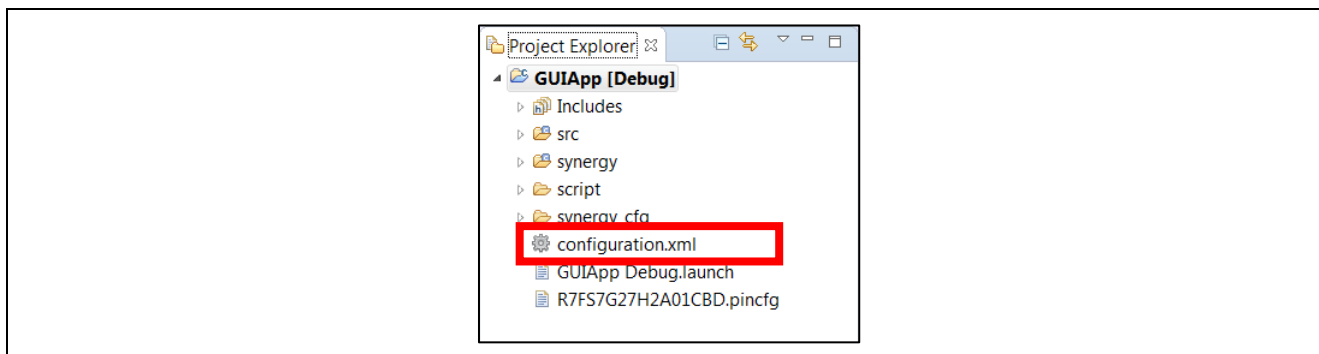 Project Explorer
GUIApp [Debug]
Includes
src
synergy
script
synergy_cfg
configuration.xml
GUIApp Debug.launch
R7FS7G27H2A01CBD.pincfg